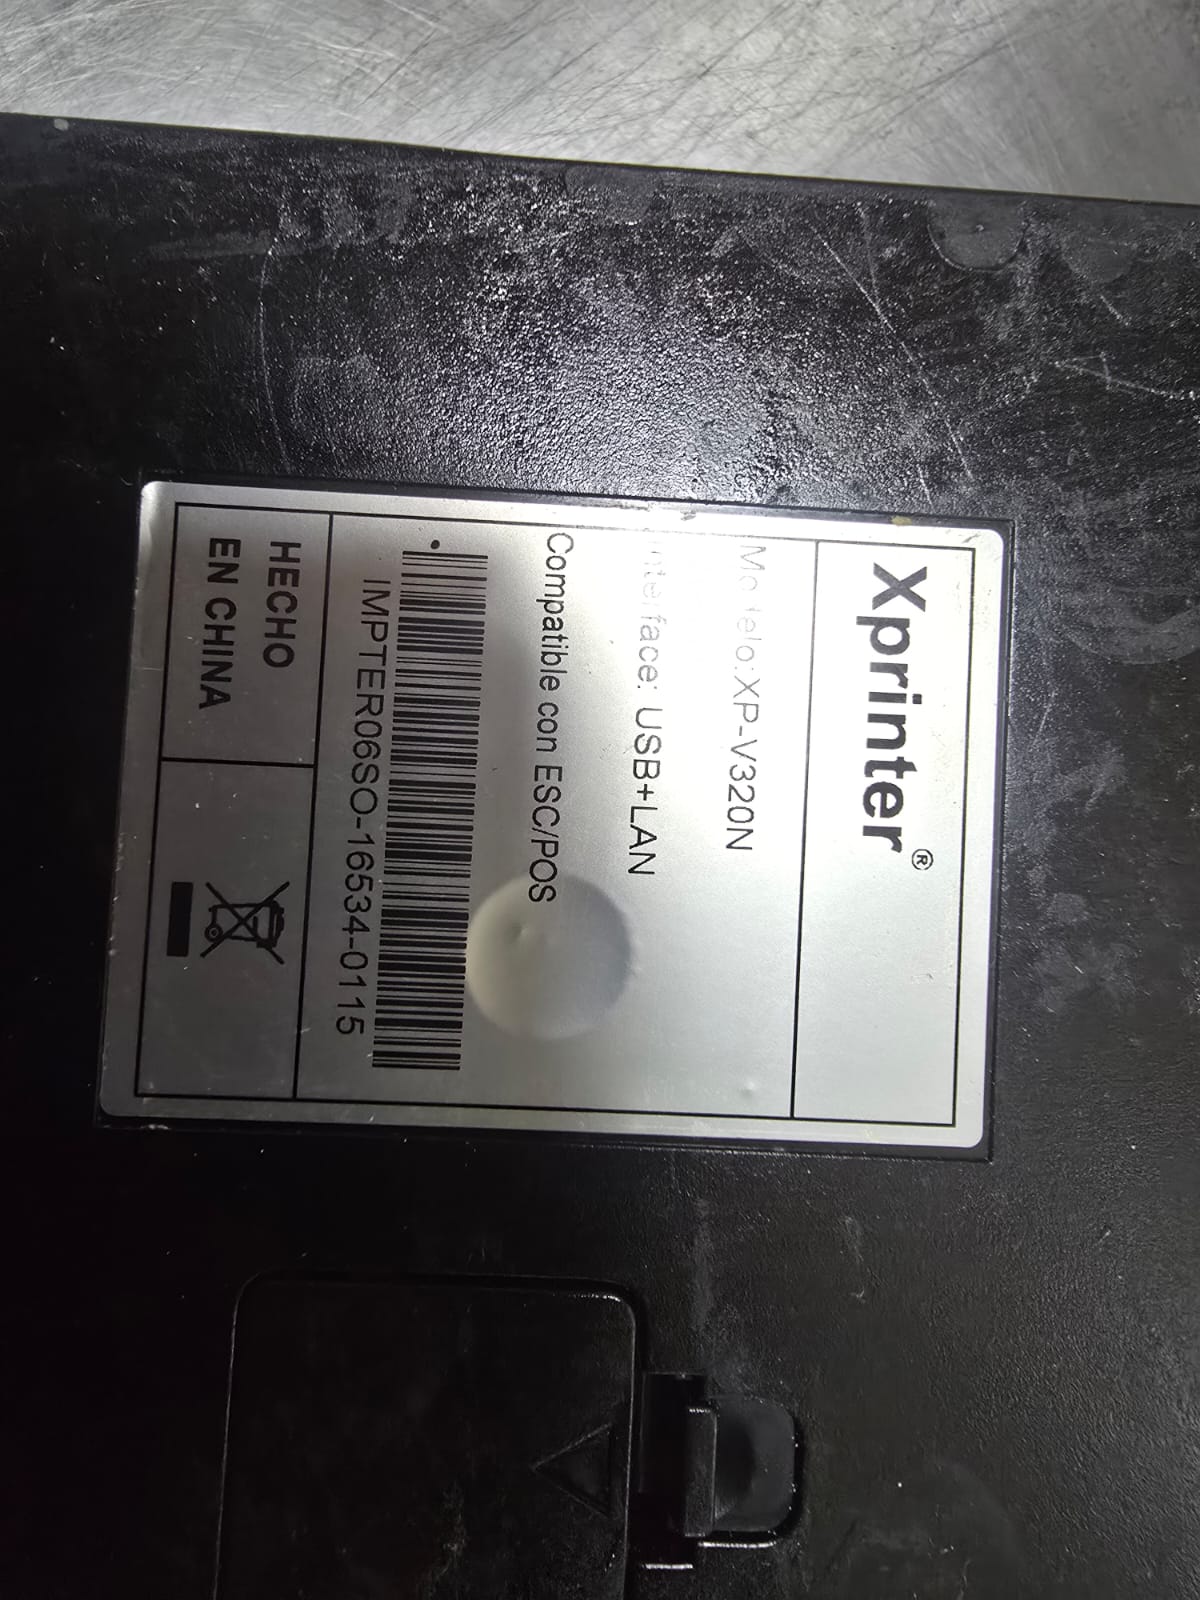 Xprinter®
Modelo: XP-V320N
Interface: USB+LAN
Compatible con ESC/POS
IMPTER06SO-16534-0115
HECHO
EN CHINA